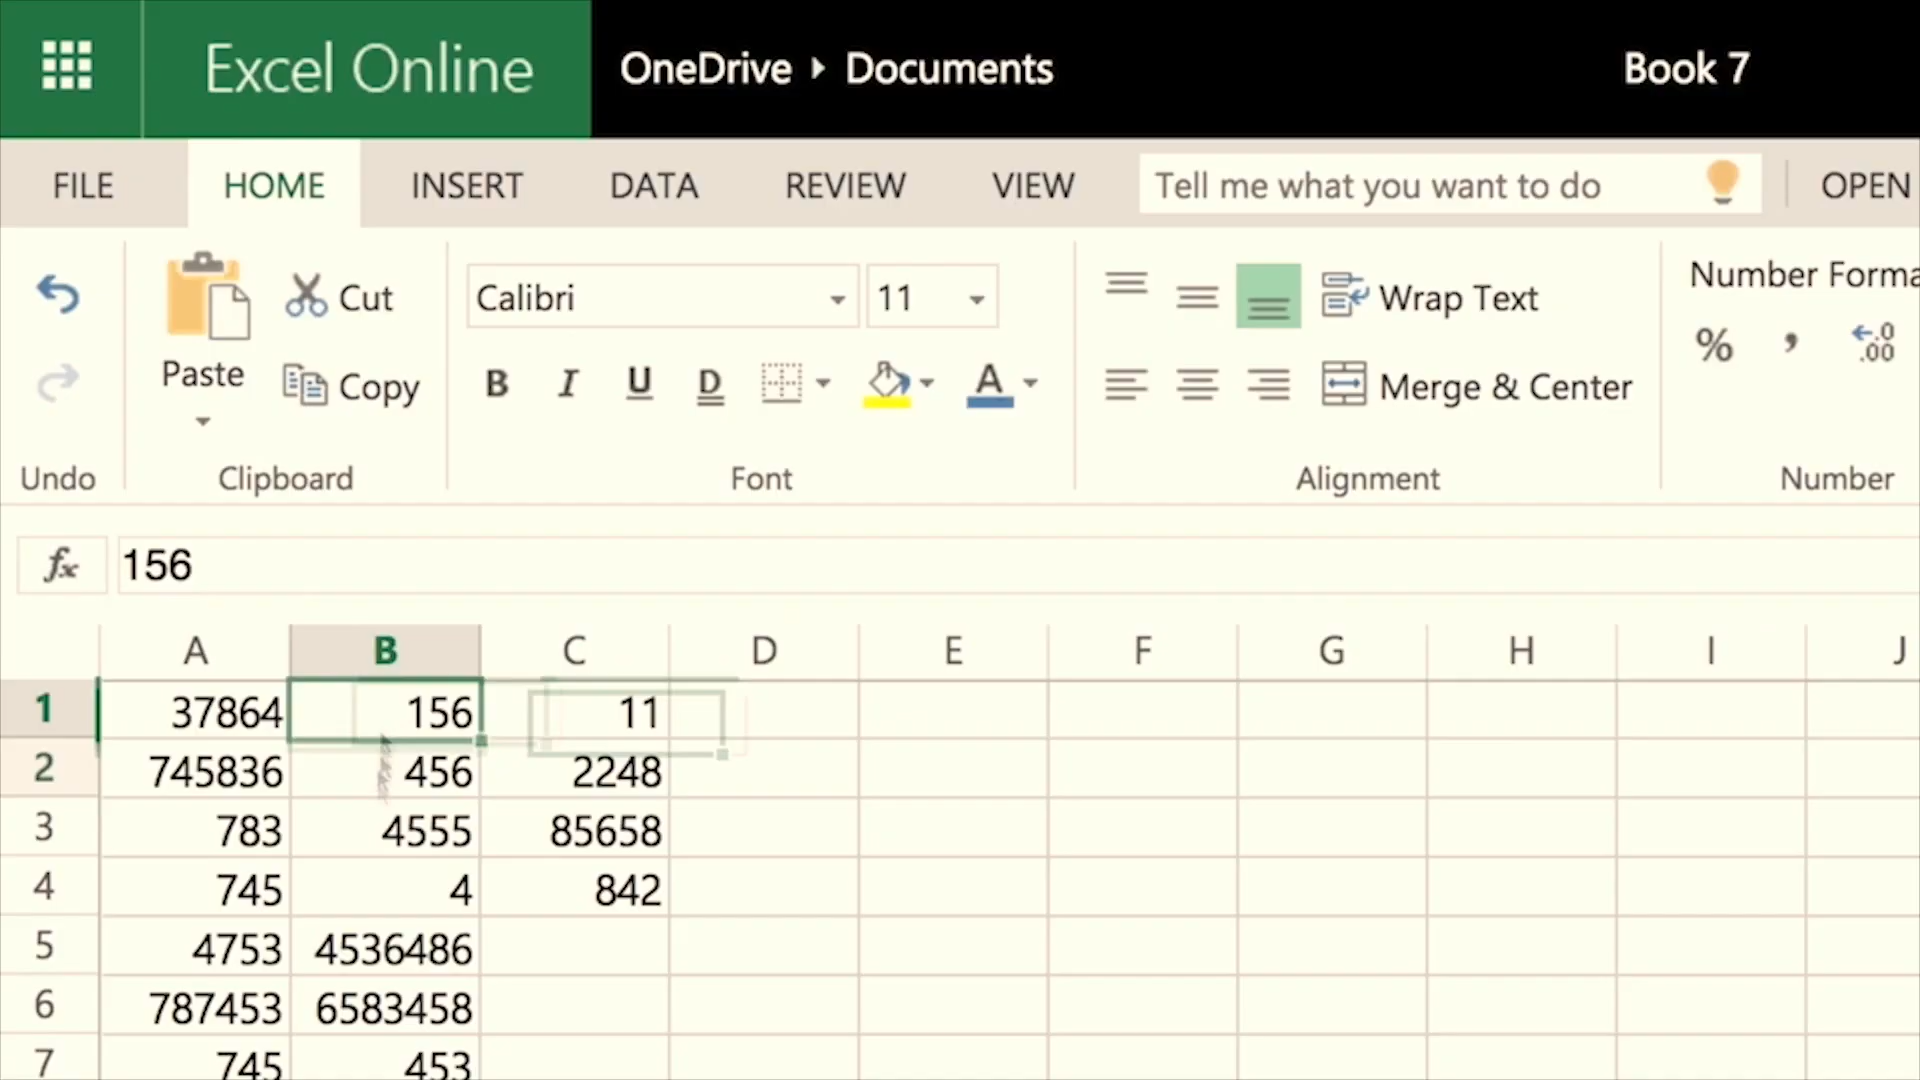 Excel Online OneDrive Documents Book 7
FILE HOME INSERT DATA REVIEW VIEW Tell me what you want to do OPEN
Cut Calibri 11 Wrap Text Number Forma
Paste Copy B I U D A Merge & Center % , .0 .00
Undo Clipboard Font Alignment Number
fx 156
A B C D E F G H I J
1 37864 156 11
2 745836 456 2248
3 783 4555 85658
4 745 4 842
5 4753 4536486
6 787453 6583458
7 745 453